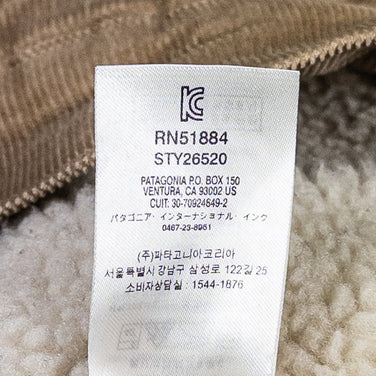 KC
RN51884
STY26520
PATAGONIA P.O. BOX 150
VENTURA, CA 93002 US
CUIT: 30-70924849-2
パタゴニア・インターナショナル・インク
0467-23-8961
(주)파타고니아코리아
서울특별시강남구 삼성로 122길 25
소비자상담실 : 1544-1876